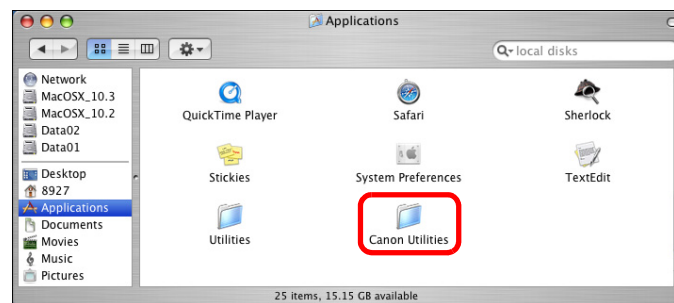 Applications
local disks
Network
MacOSX_10.3
MacOSX_10.2
Data02
Data01
Desktop
8927
Applications
Documents
Movies
Music
Pictures
QuickTime Player
Safari
Sherlock
Stickies
System Preferences
TextEdit
Utilities
Canon Utilities
25 items, 15.15 GB available